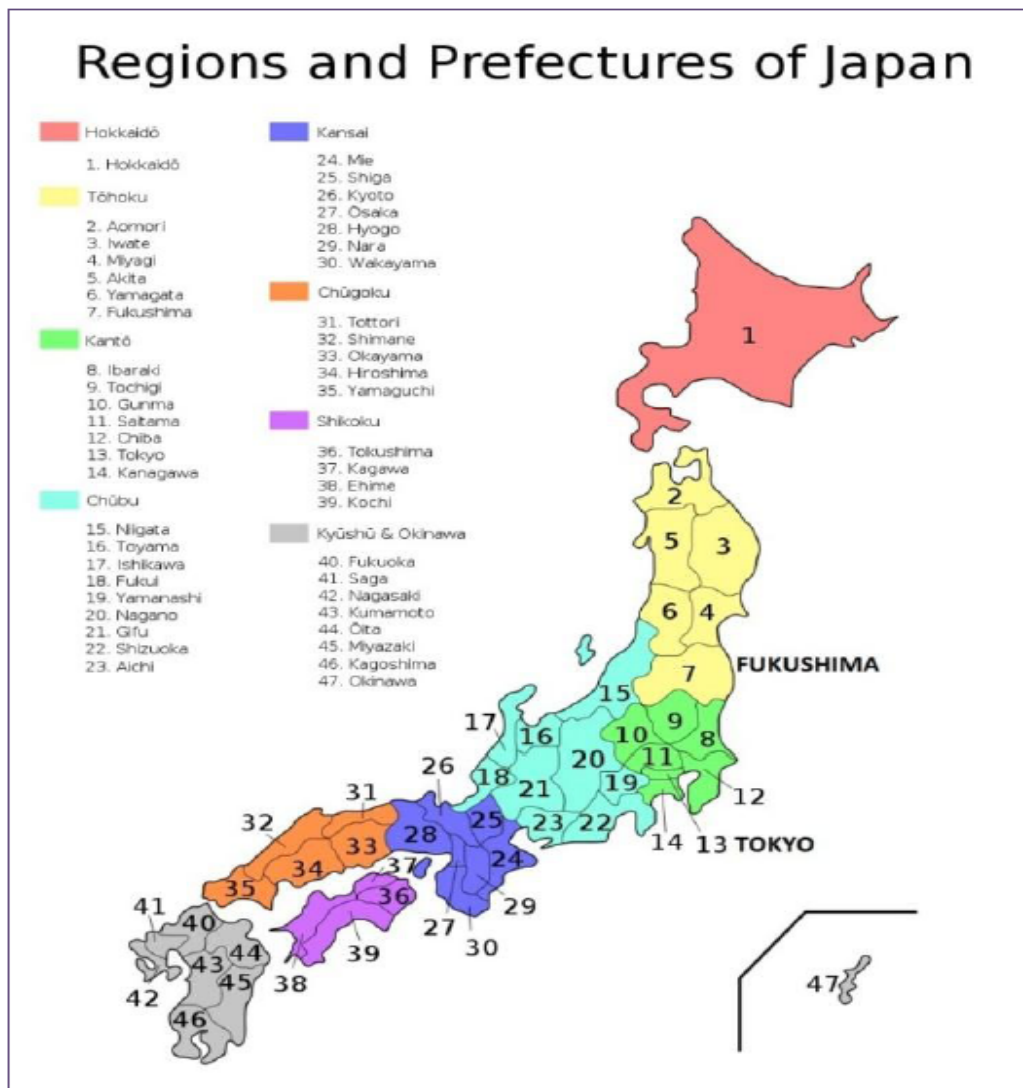 Regions and Prefectures of Japan
Hokkaidō
1. Hokkaidō
Tōhoku
2. Aomori
3. Iwate
4. Miyagi
5. Akita
6. Yamagata
7. Fukushima
Kantō
8. Ibaraki
9. Tochigi
10. Gunma
11. Saitama
12. Chiba
13. Tokyo
14. Kanagawa
Chūbu
15. Niigata
16. Toyama
17. Ishikawa
18. Fukui
19. Yamanashi
20. Nagano
21. Gifu
22. Shizuoka
23. Aichi
Kansai
24. Mie
25. Shiga
26. Kyoto
27. Ōsaka
28. Hyogo
29. Nara
30. Wakayama
Chūgoku
31. Tottori
32. Shimane
33. Okayama
34. Hiroshima
35. Yamaguchi
Shikoku
36. Tokushima
37. Kagawa
38. Ehime
39. Kochi
Kyūshū & Okinawa
40. Fukuoka
41. Saga
42. Nagasaki
43. Kumamoto
44. Ōita
45. Miyazaki
46. Kagoshima
47. Okinawa
1
2
5
3
6
4
7 FUKUSHIMA
15
17
16
10
9
8
20
11
26
18
21
19
12
31
25
23
22
14
13 TOKYO
32
28
33
24
34
37
35
36
29
41
40
27
30
44
39
43
38
42
45
47
46